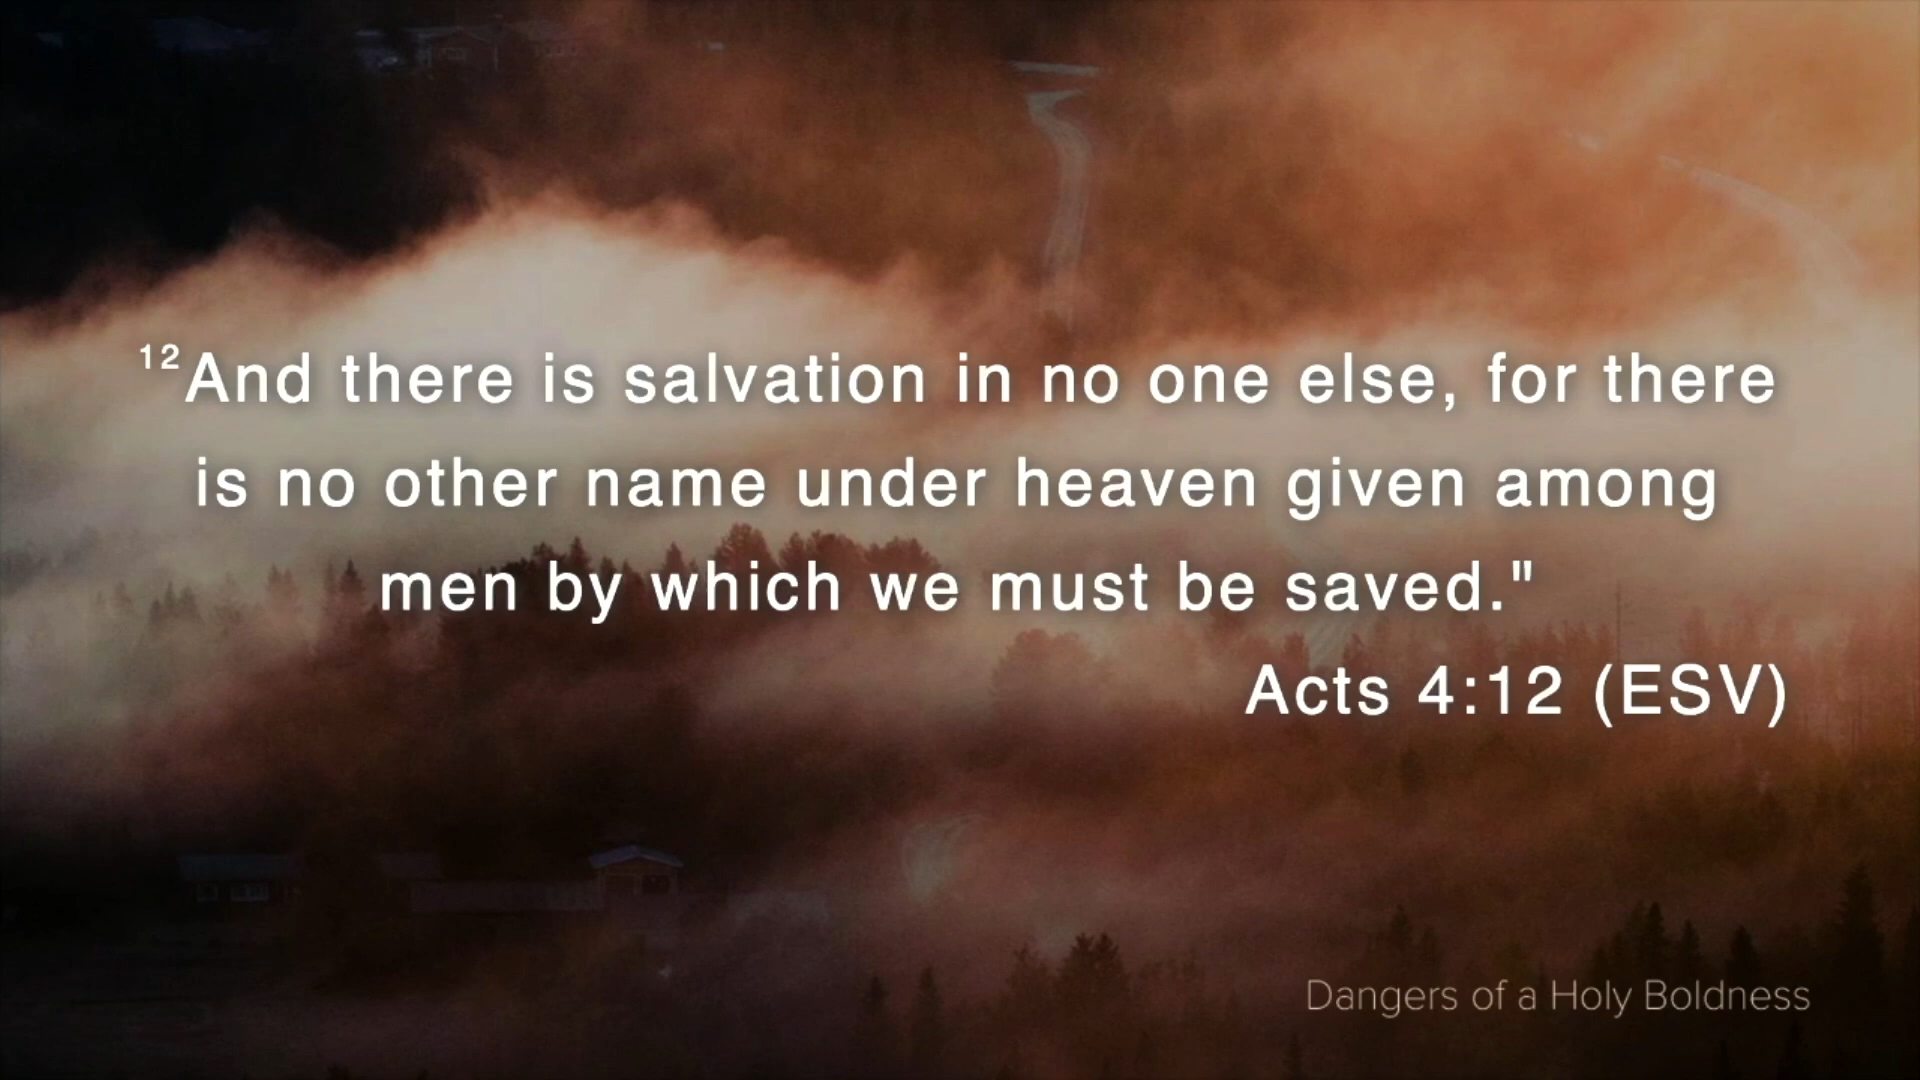 12And there is salvation in no one else, for there
is no other name under heaven given among
men by which we must be saved."
Acts 4:12 (ESV)
Dangers of a Holy Boldness